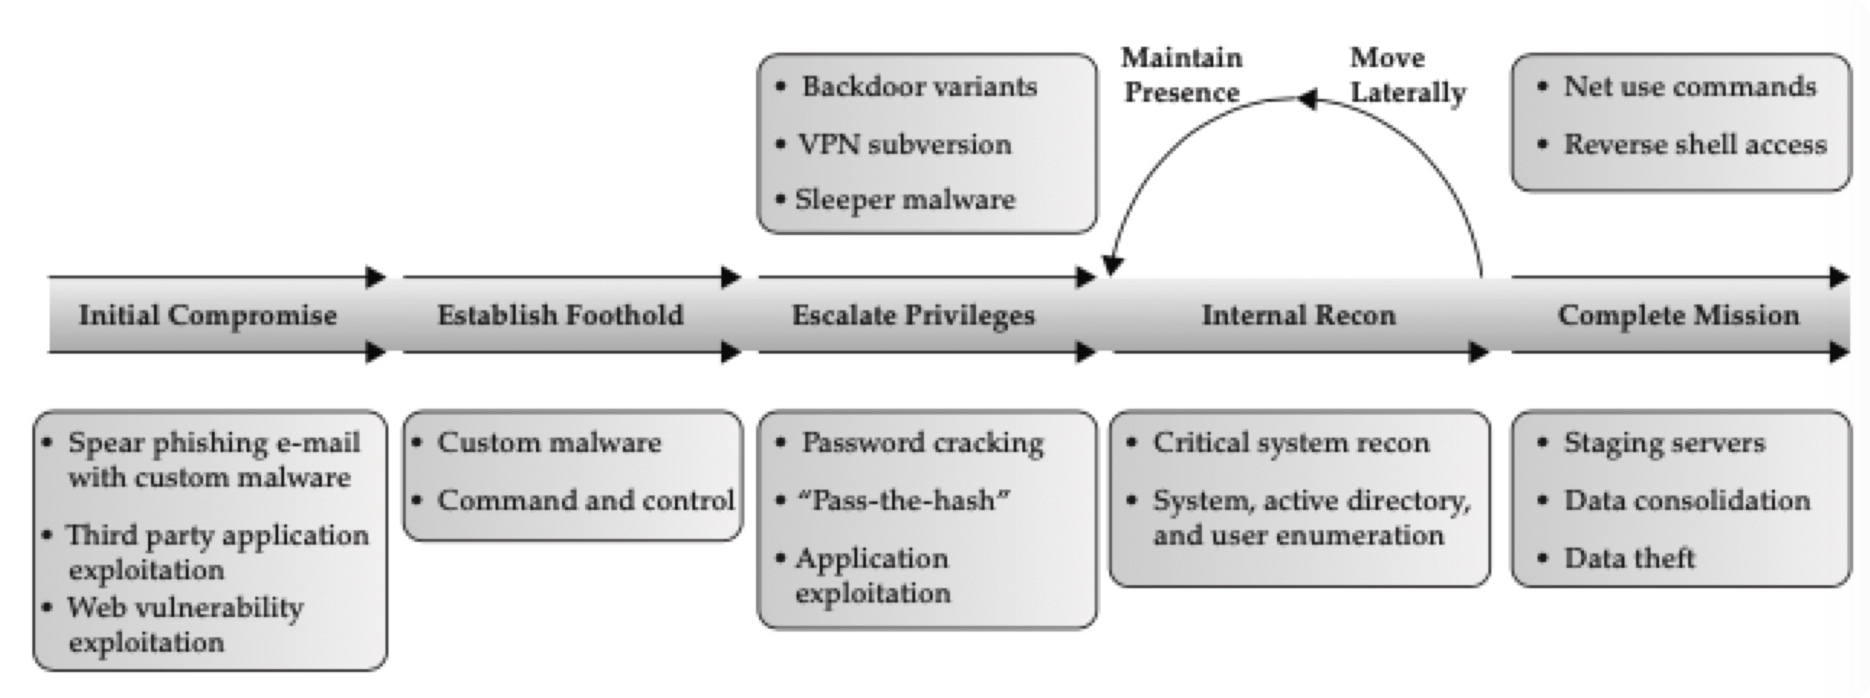 • Backdoor variants
• VPN subversion
• Sleeper malware
Maintain
Presence
Move
Laterally
• Net use commands
• Reverse shell access
Initial Compromise
Establish Foothold
Escalate Privileges
Internal Recon
Complete Mission
• Spear phishing e-mail
with custom malware
• Third party application
exploitation
• Web vulnerability
exploitation
• Custom malware
• Command and control
• Password cracking
• “Pass-the-hash”
• Application
exploitation
• Critical system recon
• System, active directory,
and user enumeration
• Staging servers
• Data consolidation
• Data theft